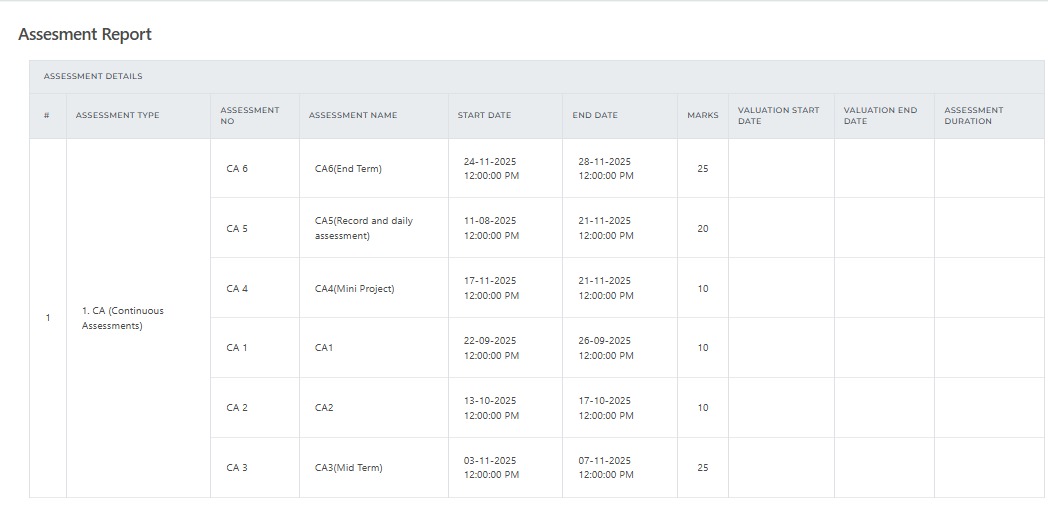 Assesment Report
ASSESSMENT DETAILS
# ASSESSMENT TYPE ASSESSMENT NO ASSESSMENT NAME START DATE END DATE MARKS VALUATION START DATE VALUATION END DATE ASSESSMENT DURATION
1 1. CA (Continuous Assessments)
CA 6 CA6(End Term) 24-11-2025 12:00:00 PM 28-11-2025 12:00:00 PM 25
CA 5 CA5(Record and daily assessment) 11-08-2025 12:00:00 PM 21-11-2025 12:00:00 PM 20
CA 4 CA4(Mini Project) 17-11-2025 12:00:00 PM 21-11-2025 12:00:00 PM 10
CA 1 CA1 22-09-2025 12:00:00 PM 26-09-2025 12:00:00 PM 10
CA 2 CA2 13-10-2025 12:00:00 PM 17-10-2025 12:00:00 PM 10
CA 3 CA3(Mid Term) 03-11-2025 12:00:00 PM 07-11-2025 12:00:00 PM 25